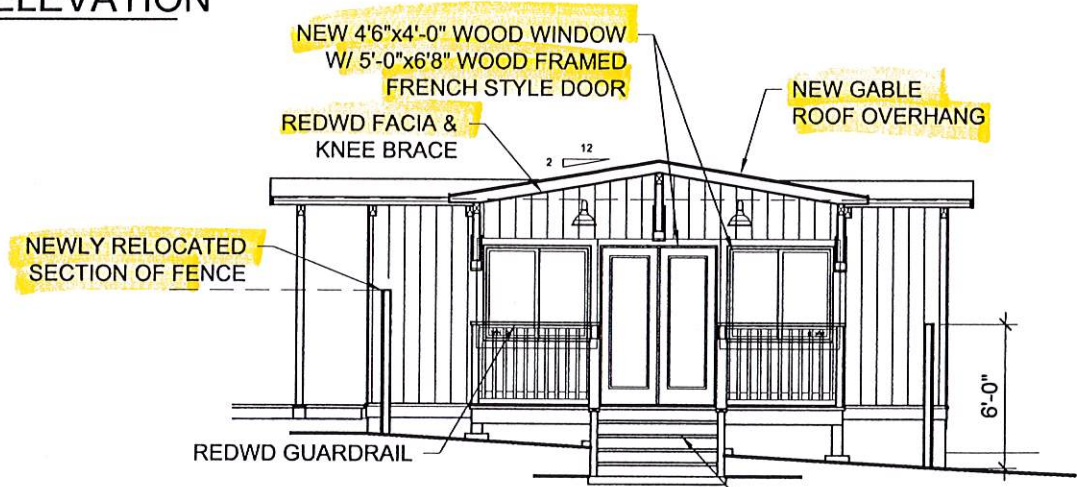 ELEVATION
NEW 4'6"x4'-0" WOOD WINDOW
W/ 5'-0"x6'8" WOOD FRAMED
FRENCH STYLE DOOR
NEW GABLE
ROOF OVERHANG
REDWD FACIA &
KNEE BRACE
12
2
NEWLY RELOCATED
SECTION OF FENCE
6'-0"
REDWD GUARDRAIL